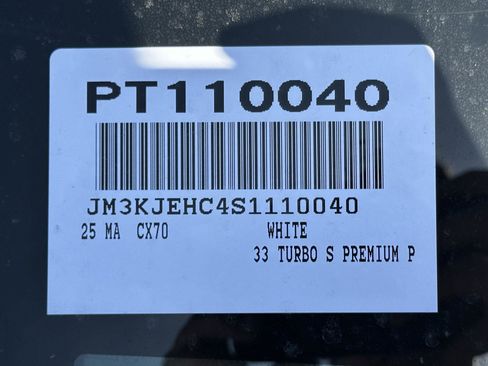 PT110040
JM3KJEHC4S1110040
25 MA CX70 WHITE
33 TURBO S PREMIUM P